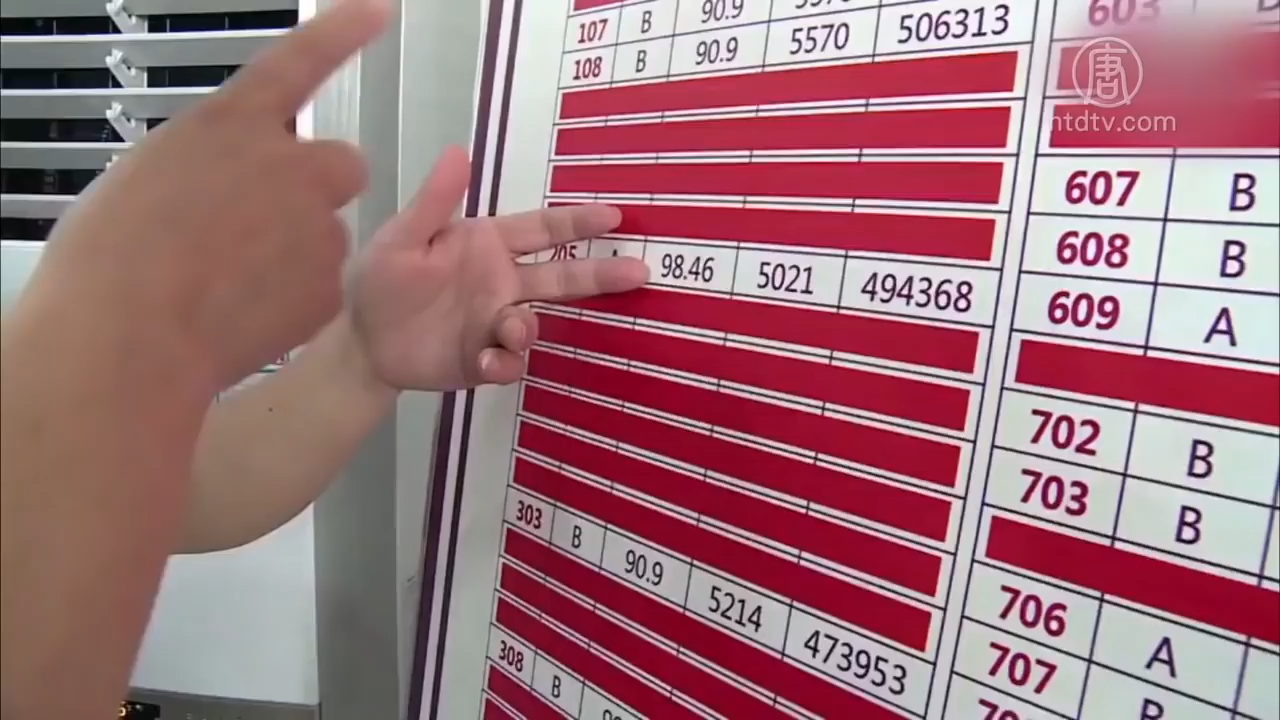 107 B 90.9
108 B 90.9 5570 506313
205 98.46 5021 494368
303 B 90.9 5214 473953
308 B
603
607 B
608 B
609 A
702 B
703 B
706 A
707 B
唐
ntdtv.com